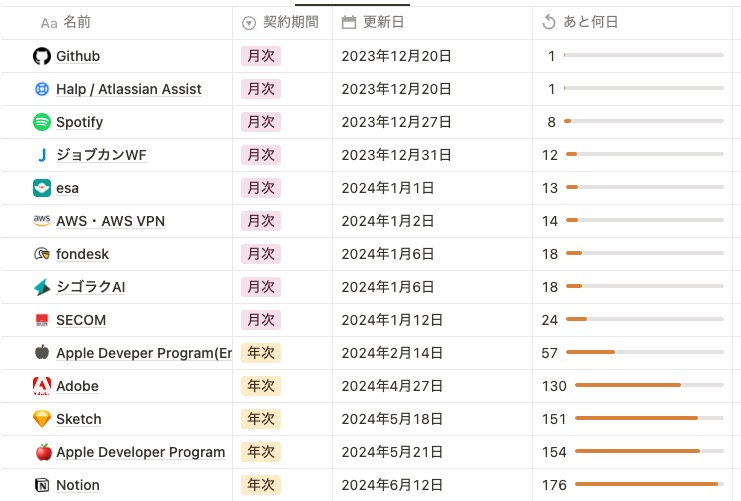 Aa 名前 契約期間 更新日 あと何日
Github 月次 2023年12月20日 1
Halp / Atlassian Assist 月次 2023年12月20日 1
Spotify 月次 2023年12月27日 8
J ジョブカンWF 月次 2023年12月31日 12
esa 月次 2024年1月1日 13
aws AWS・AWS VPN 月次 2024年1月2日 14
fondesk 月次 2024年1月6日 18
シゴラクAI 月次 2024年1月6日 18
SECOM 月次 2024年1月12日 24
Apple Deveper Program(Er 年次 2024年2月14日 57
Adobe 年次 2024年4月27日 130
Sketch 年次 2024年5月18日 151
Apple Developer Program 年次 2024年5月21日 154
Notion 年次 2024年6月12日 176